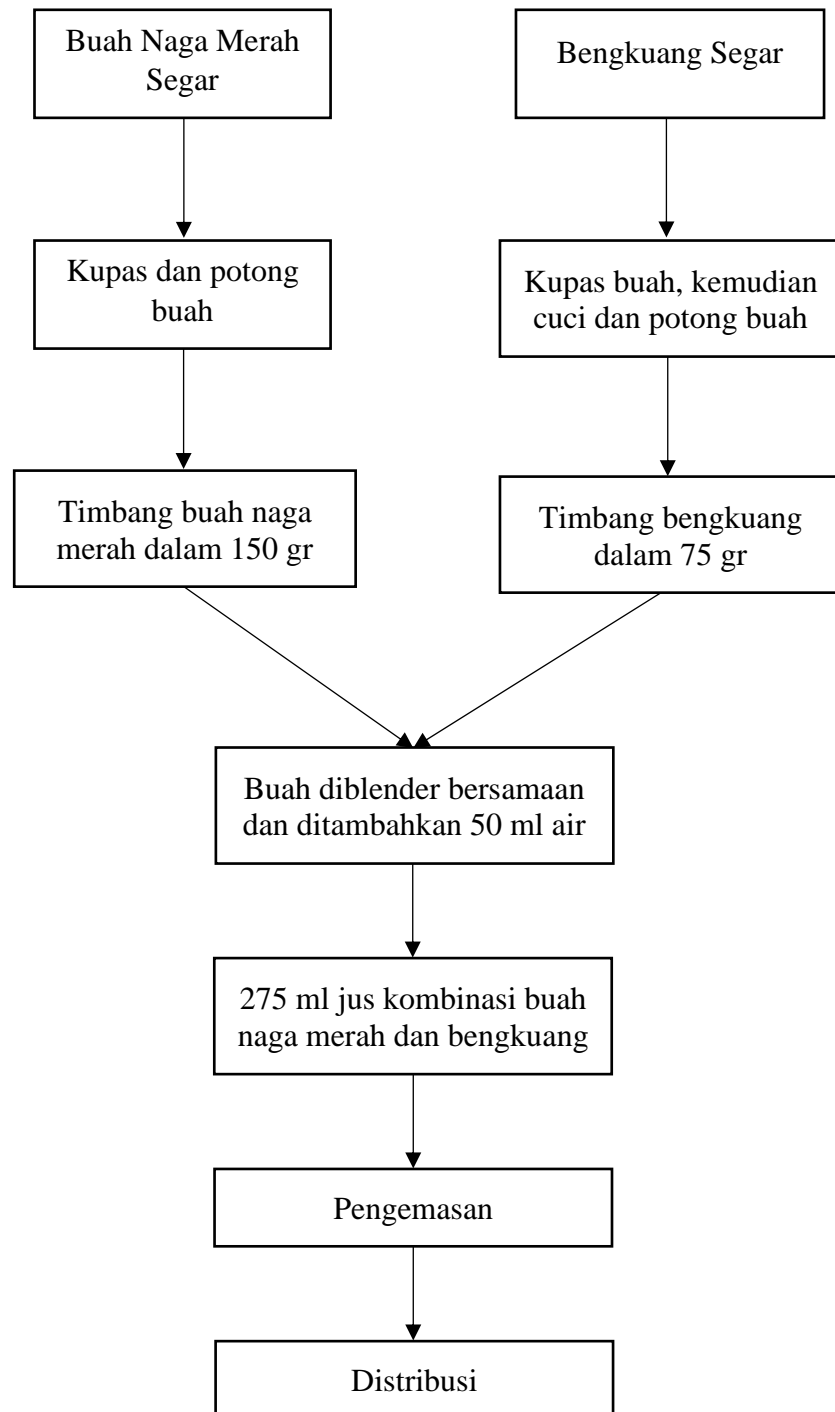 Buah Naga Merah
Segar
Bengkuang Segar
Kupas dan potong
buah
Kupas buah, kemudian
cuci dan potong buah
Timbang buah naga
merah dalam 150 gr
Timbang bengkuang
dalam 75 gr
Buah diblender bersamaan
dan ditambahkan 50 ml air
275 ml jus kombinasi buah
naga merah dan bengkuang
Pengemasan
Distribusi